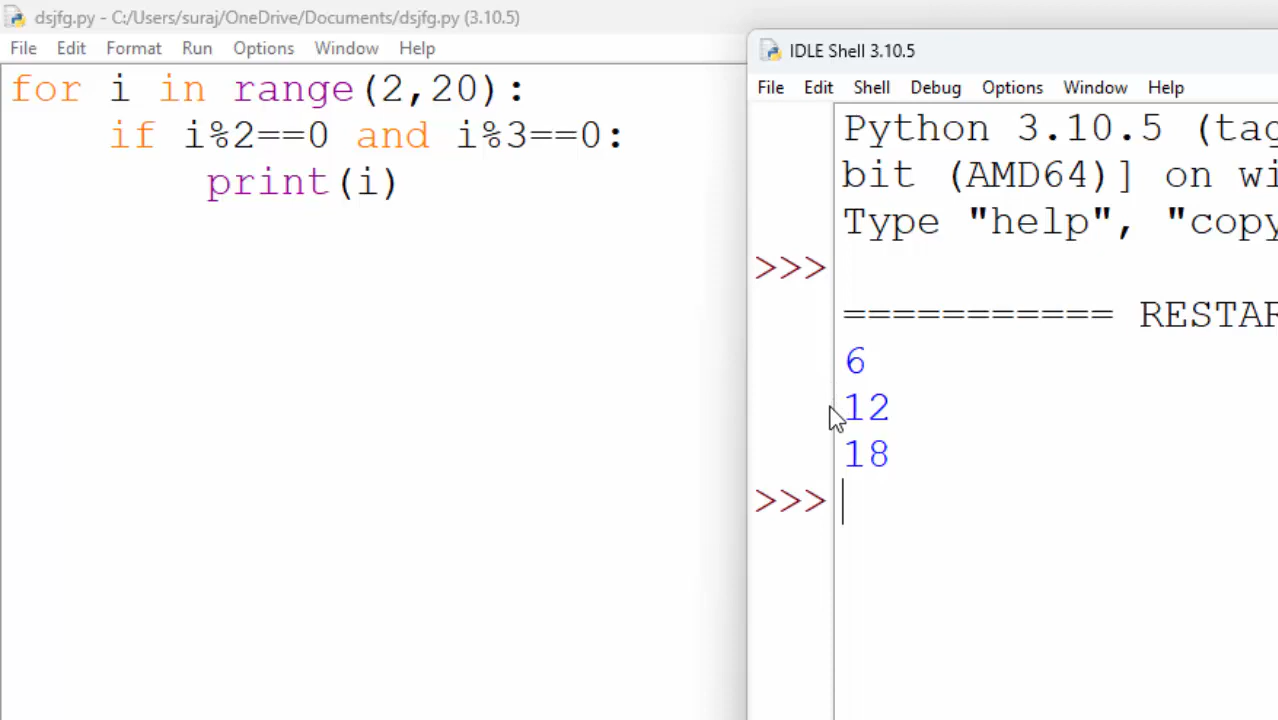 dsjfg.py - C:/Users/suraj/OneDrive/Documents/dsjfg.py (3.10.5)
File Edit Format Run Options Window Help
for i in range(2,20):
    if i%2==0 and i%3==0:
        print(i)
IDLE Shell 3.10.5
File Edit Shell Debug Options Window Help
Python 3.10.5 (tag
bit (AMD64)] on wi
Type "help", "copy
>>>
=========== RESTAR
6
12
18
>>>